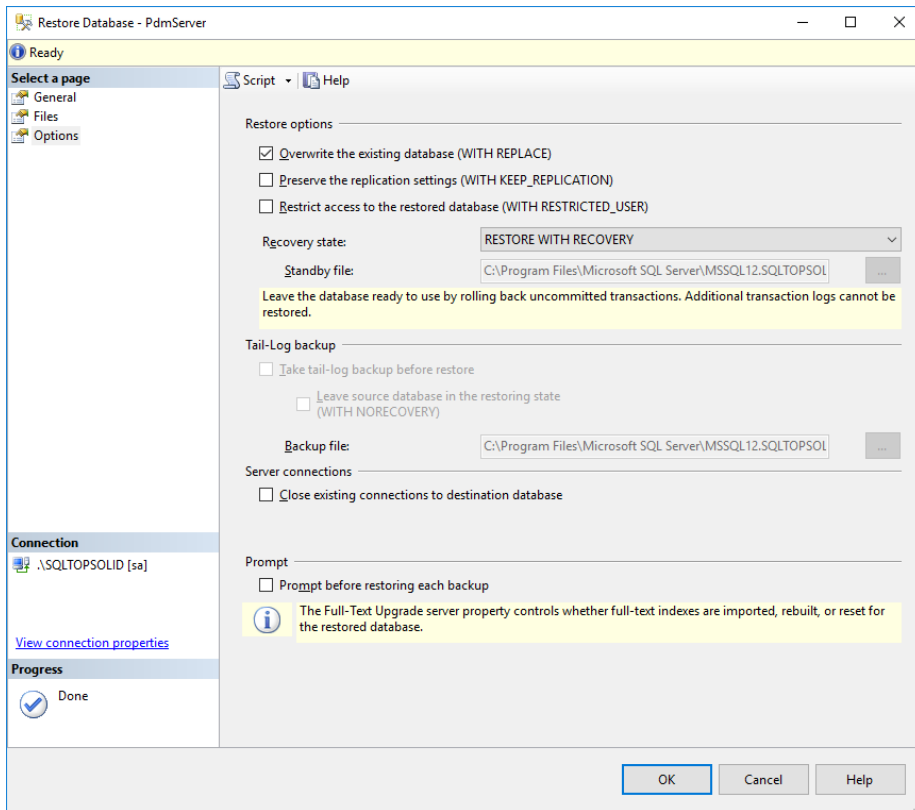 Restore Database - PdmServer
Ready
Select a page
General
Files
Options
Script
Help
Restore options
Overwrite the existing database (WITH REPLACE)
Preserve the replication settings (WITH KEEP_REPLICATION)
Restrict access to the restored database (WITH RESTRICTED_USER)
Recovery state:
RESTORE WITH RECOVERY
Standby file:
C:\Program Files\Microsoft SQL Server\MSSQL12.SQLTOPSOL
...
Leave the database ready to use by rolling back uncommitted transactions. Additional transaction logs cannot be
restored.
Tail-Log backup
Take tail-log backup before restore
Leave source database in the restoring state
(WITH NORECOVERY)
Backup file:
C:\Program Files\Microsoft SQL Server\MSSQL12.SQLTOPSOL
...
Server connections
Close existing connections to destination database
Connection
.\SQLTOPSOLID [sa]
View connection properties
Progress
Done
Prompt
Prompt before restoring each backup
The Full-Text Upgrade server property controls whether full-text indexes are imported, rebuilt, or reset for
the restored database.
OK
Cancel
Help